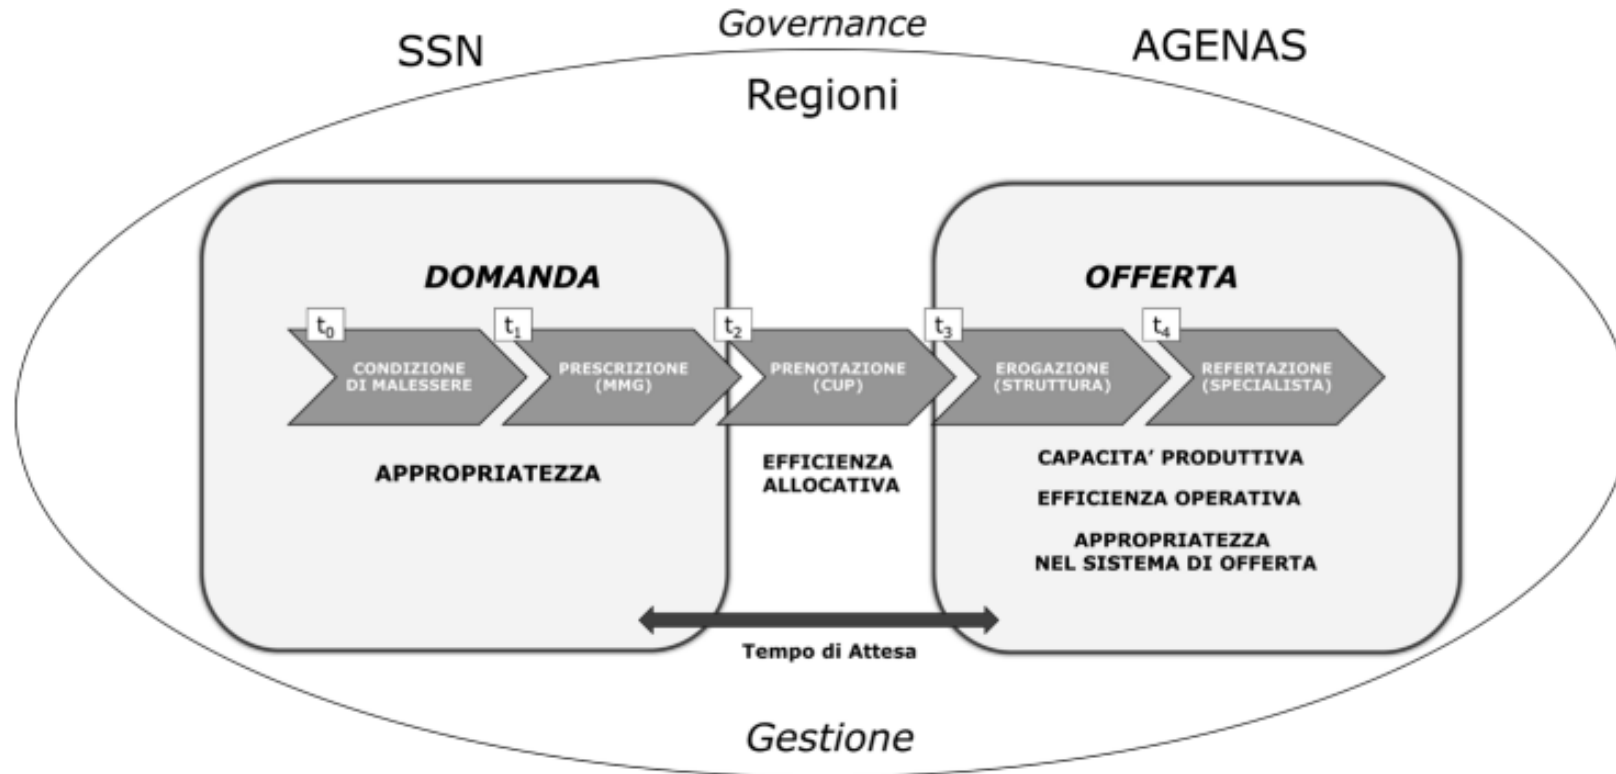 Governance
SSN
AGENAS
Regioni
DOMANDA
OFFERTA
t0
t1
t2
t3
t4
CONDIZIONE
DI MALESSERE
PRESCRIZIONE
(MMG)
PRENOTAZIONE
(CUP)
EROGAZIONE
(STRUTTURA)
REFERTAZIONE
(SPECIALISTA)
APPROPRIATEZZA
EFFICIENZA
ALLOCATIVA
CAPACITA' PRODUTTIVA
EFFICIENZA OPERATIVA
APPROPRIATEZZA
NEL SISTEMA DI OFFERTA
Tempo di Attesa
Gestione